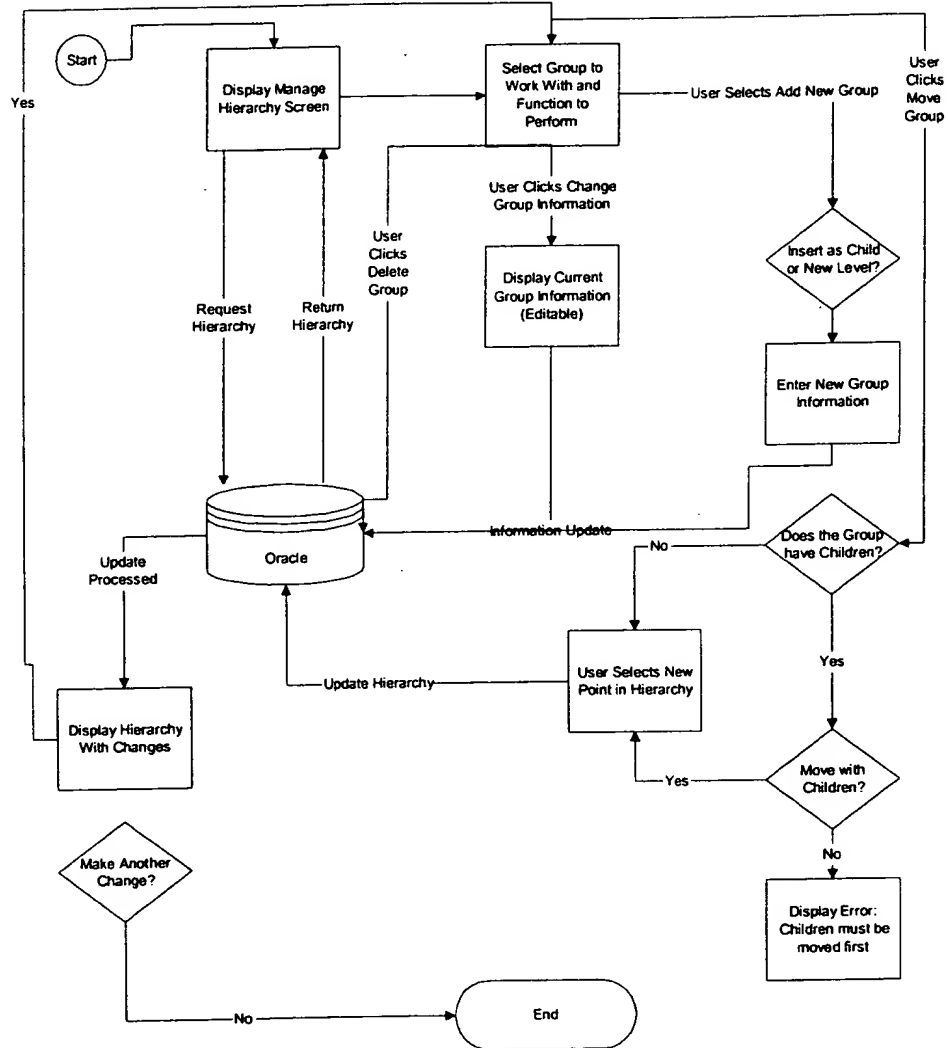 Start
Yes
Display Manage
Hierarchy Screen
Select Group to
Work With and
Function to
Perform
User Selects Add New Group
User
Clicks
Move
Group
User Clicks Change
Group Information
User
Clicks
Delete
Group
Insert as Child
or New Level?
Display Current
Group Information
(Editable)
Request
Hierarchy
Return
Hierarchy
Enter New Group
Information
Oracle
Information Update
Does the Group
have Children?
No
Update
Processed
Yes
User Selects New
Point in Hierarchy
Update Hierarchy
Display Hierarchy
With Changes
Move with
Children?
Yes
No
Make Another
Change?
Display Error:
Children must be
moved first
No
End